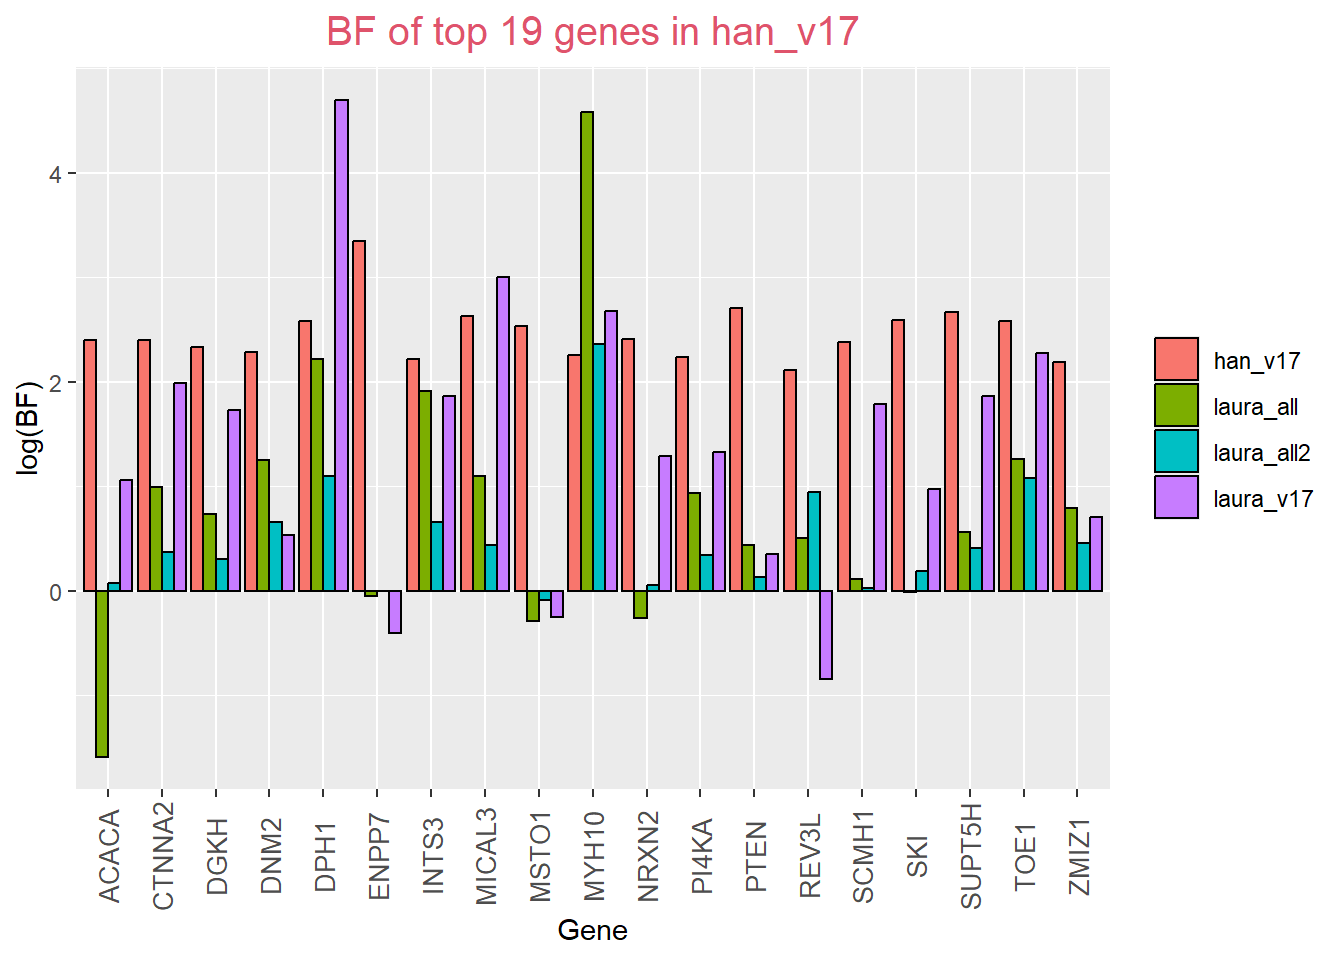 BF of top 19 genes in han_v17
log(BF)
4
2
0
ACACA
CTNNA2
DGKH
DNM2
DPH1
ENPP7
INTS3
MICAL3
MSTO1
MYH10
NRXN2
PI4KA
PTEN
REV3L
SCMH1
SKI
SUPT5H
TOE1
ZMIZ1
Gene
han_v17
laura_all
laura_all2
laura_v17